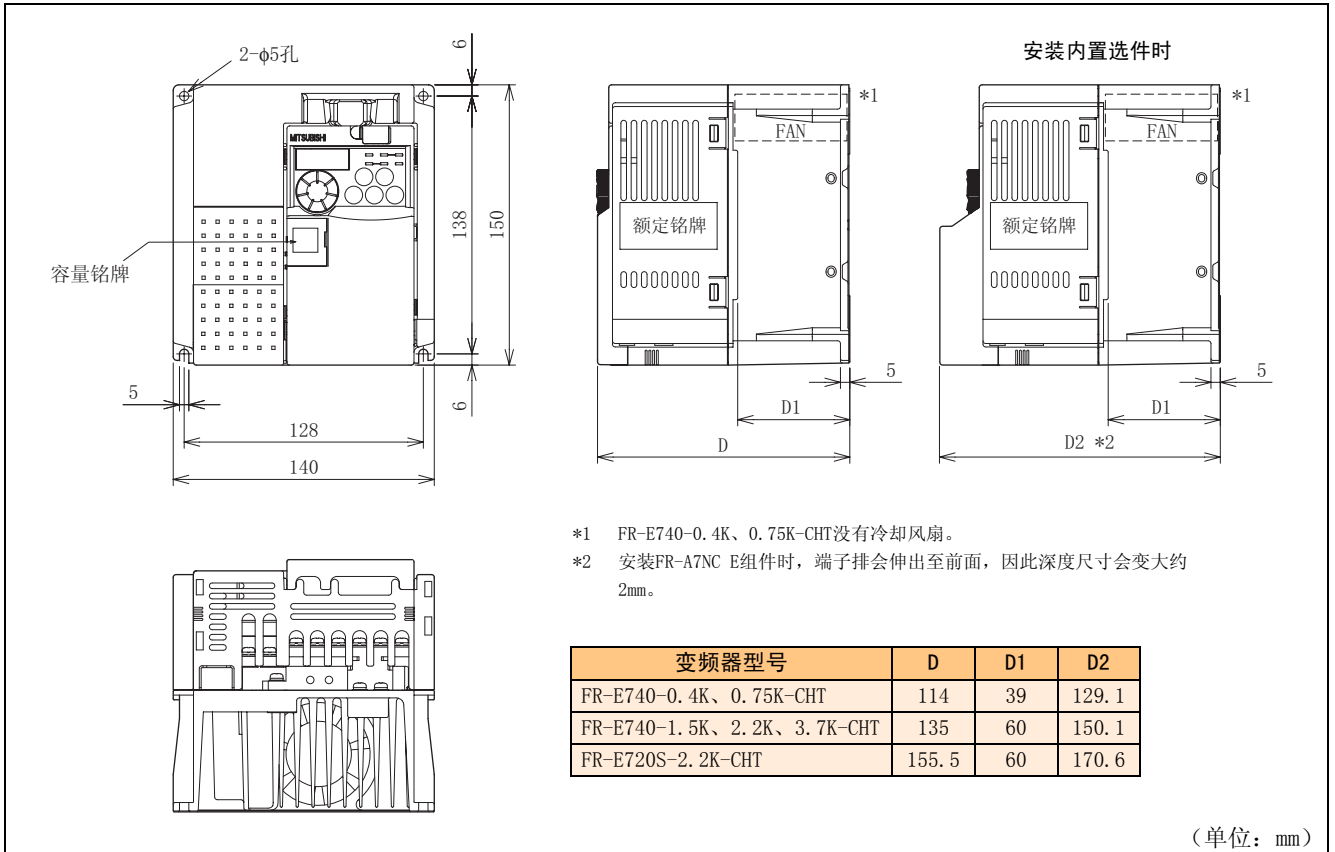 2-φ5孔
6
安装内置选件时
*1
*1
MITSUBISHI
FAN
FAN
138
150
额定铭牌
额定铭牌
容量铭牌
5
6
5
5
D1
D1
128
D
D2 *2
140
*1 FR-E740-0.4K、0.75K-CHT没有冷却风扇。
*2 安装FR-A7NC E组件时，端子排会伸出至前面，因此深度尺寸会变大约
2mm。
变频器型号 D D1 D2
FR-E740-0.4K、0.75K-CHT 114 39 129.1
FR-E740-1.5K、2.2K、3.7K-CHT 135 60 150.1
FR-E720S-2.2K-CHT 155.5 60 170.6
（单位：mm）